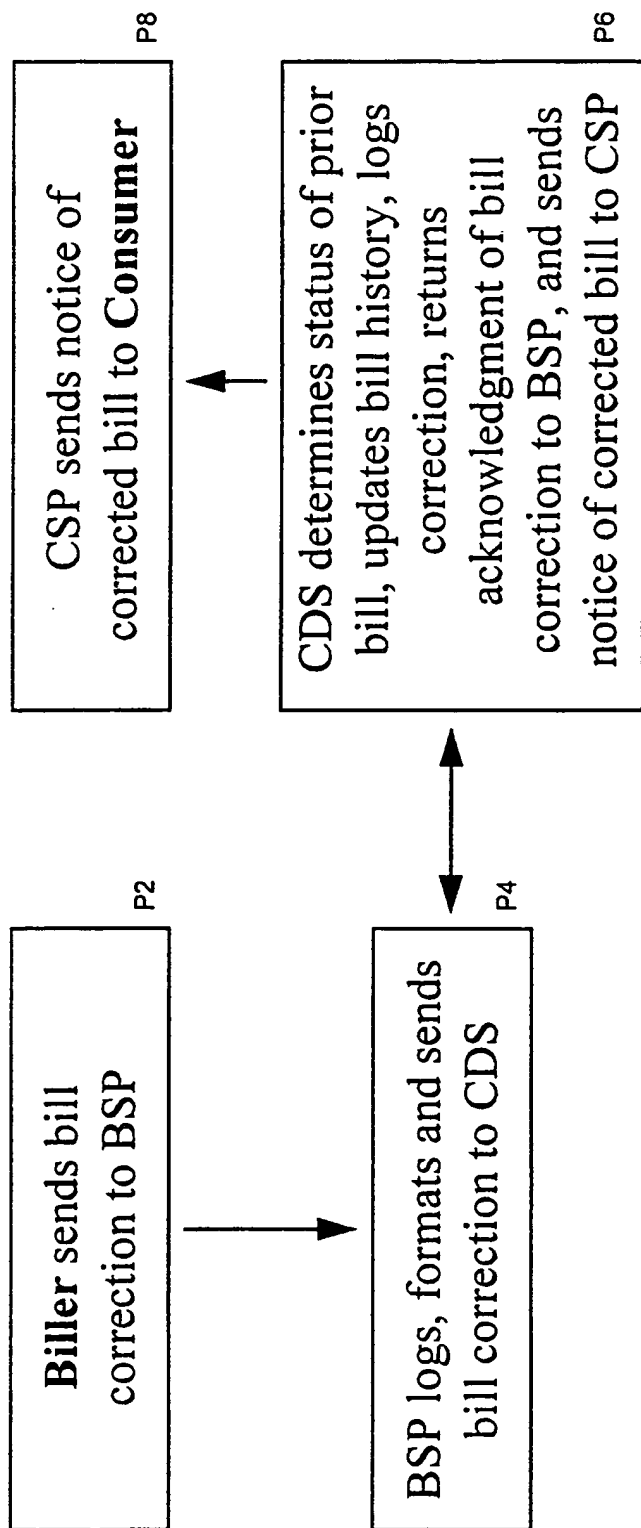 Biller sends bill
correction to BSP
P2
BSP logs, formats and sends
bill correction to CDS
P4
CDS determines status of prior
bill, updates bill history, logs
correction, returns
acknowledgment of bill
correction to BSP, and sends
notice of corrected bill to CSP
P6
CSP sends notice of
corrected bill to Consumer
P8